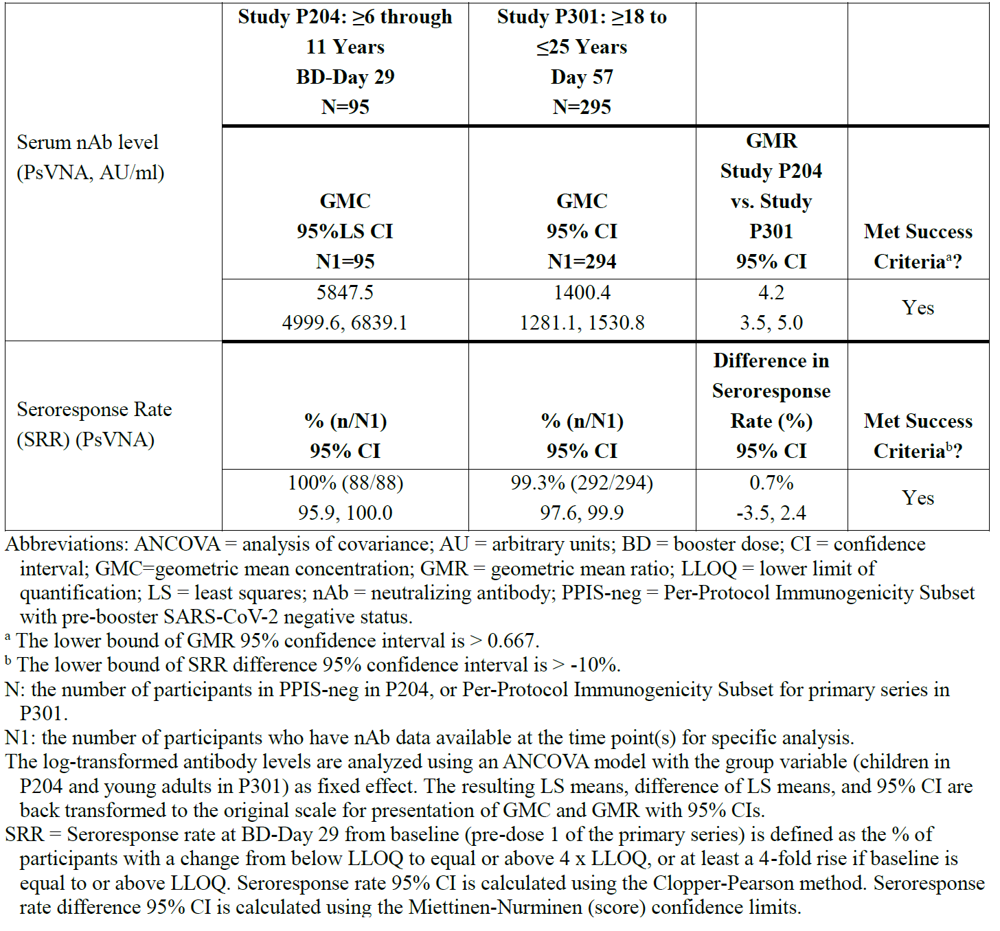 Study P204: ≥6 through
11 Years
BD-Day 29
N=95
Study P301: ≥18 to
≤25 Years
Day 57
N=295
Serum nAb level
(PsVNA, AU/ml)
GMC
95%LS CI
N1=95
GMC
95% CI
N1=294
GMR
Study P204
vs. Study
P301
95% CI
Met Success
Criteriaᵃ?
5847.5
4999.6, 6839.1
1400.4
1281.1, 1530.8
4.2
3.5, 5.0
Yes
Seroresponse Rate
(SRR) (PsVNA)
% (n/N1)
95% CI
% (n/N1)
95% CI
Difference in
Seroresponse
Rate (%)
95% CI
Met Success
Criteriaᵇ?
100% (88/88)
95.9, 100.0
99.3% (292/294)
97.6, 99.9
0.7%
-3.5, 2.4
Yes
Abbreviations: ANCOVA = analysis of covariance; AU = arbitrary units; BD = booster dose; CI = confidence
interval; GMC=geometric mean concentration; GMR = geometric mean ratio; LLOQ = lower limit of
quantification; LS = least squares; nAb = neutralizing antibody; PPIS-neg = Per-Protocol Immunogenicity Subset
with pre-booster SARS-CoV-2 negative status.
ᵃ The lower bound of GMR 95% confidence interval is > 0.667.
ᵇ The lower bound of SRR difference 95% confidence interval is > -10%.
N: the number of participants in PPIS-neg in P204, or Per-Protocol Immunogenicity Subset for primary series in
P301.
N1: the number of participants who have nAb data available at the time point(s) for specific analysis.
The log-transformed antibody levels are analyzed using an ANCOVA model with the group variable (children in
P204 and young adults in P301) as fixed effect. The resulting LS means, difference of LS means, and 95% CI are
back transformed to the original scale for presentation of GMC and GMR with 95% CIs.
SRR = Seroresponse rate at BD-Day 29 from baseline (pre-dose 1 of the primary series) is defined as the % of
participants with a change from below LLOQ to equal or above 4 x LLOQ, or at least a 4-fold rise if baseline is
equal to or above LLOQ. Seroresponse rate 95% CI is calculated using the Clopper-Pearson method. Seroresponse
rate difference 95% CI is calculated using the Miettinen-Nurminen (score) confidence limits.